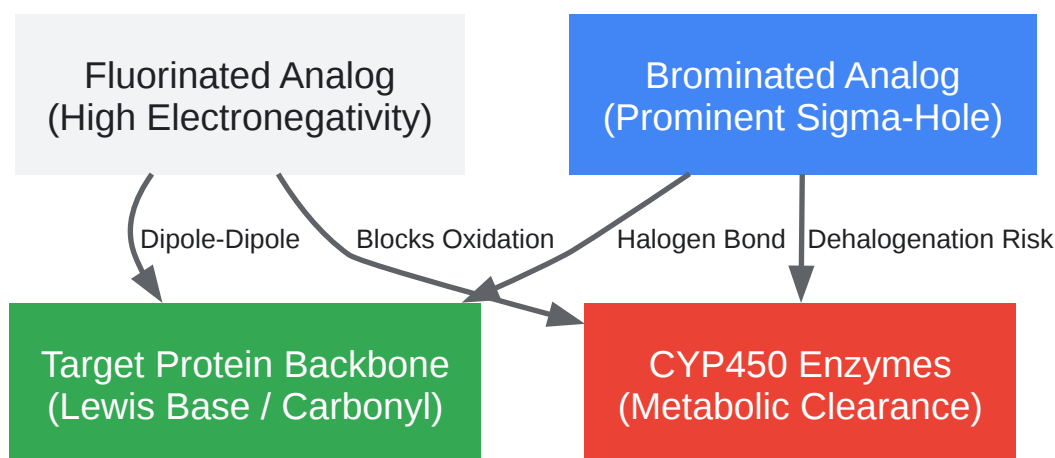 Fluorinated Analog
(High Electronegativity)
Brominated Analog
(Prominent Sigma-Hole)
Dipole-Dipole
Blocks Oxidation
Halogen Bond
Dehalogenation Risk
Target Protein Backbone
(Lewis Base / Carbonyl)
CYP450 Enzymes
(Metabolic Clearance)